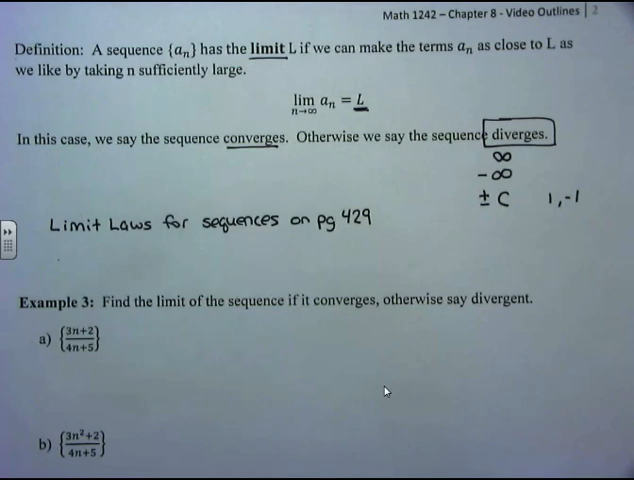 Math 1242 – Chapter 8 - Video Outlines | 2
Definition: A sequence {aₙ} has the limit L if we can make the terms aₙ as close to L as
we like by taking n sufficiently large.
lim aₙ = L
n→∞
In this case, we say the sequence converges. Otherwise we say the sequence diverges.
∞
-∞
± C 1,-1
Limit Laws for sequences on pg 429
Example 3: Find the limit of the sequence if it converges, otherwise say divergent.
a) {(3n+2)/(4n+5)}
b) {(3n²+2)/(4n+5)}